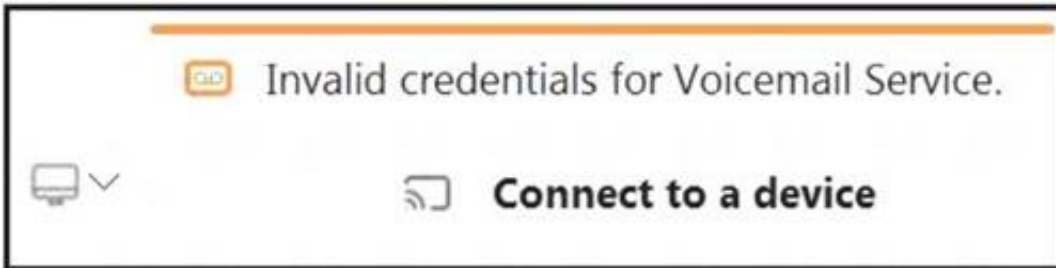 Invalid credentials for Voicemail Service.
Connect to a device